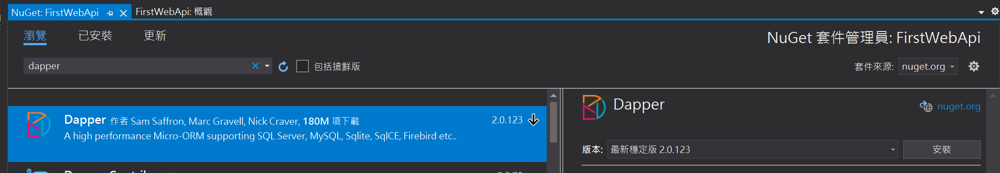 NuGet: FirstWebApi
FirstWebApi: 概觀
瀏覽
已安裝
更新
NuGet 套件管理員: FirstWebApi
dapper
包括搶鮮版
套件來源:
nuget.org
Dapper 作者 Sam Saffron, Marc Gravell, Nick Craver, 180M 項下載
2.0.123
A high performance Micro-ORM supporting SQL Server, MySQL, Sqlite, SqlCE, Firebird etc..
Dapper
nuget.org
版本:
最新穩定版 2.0.123
安裝